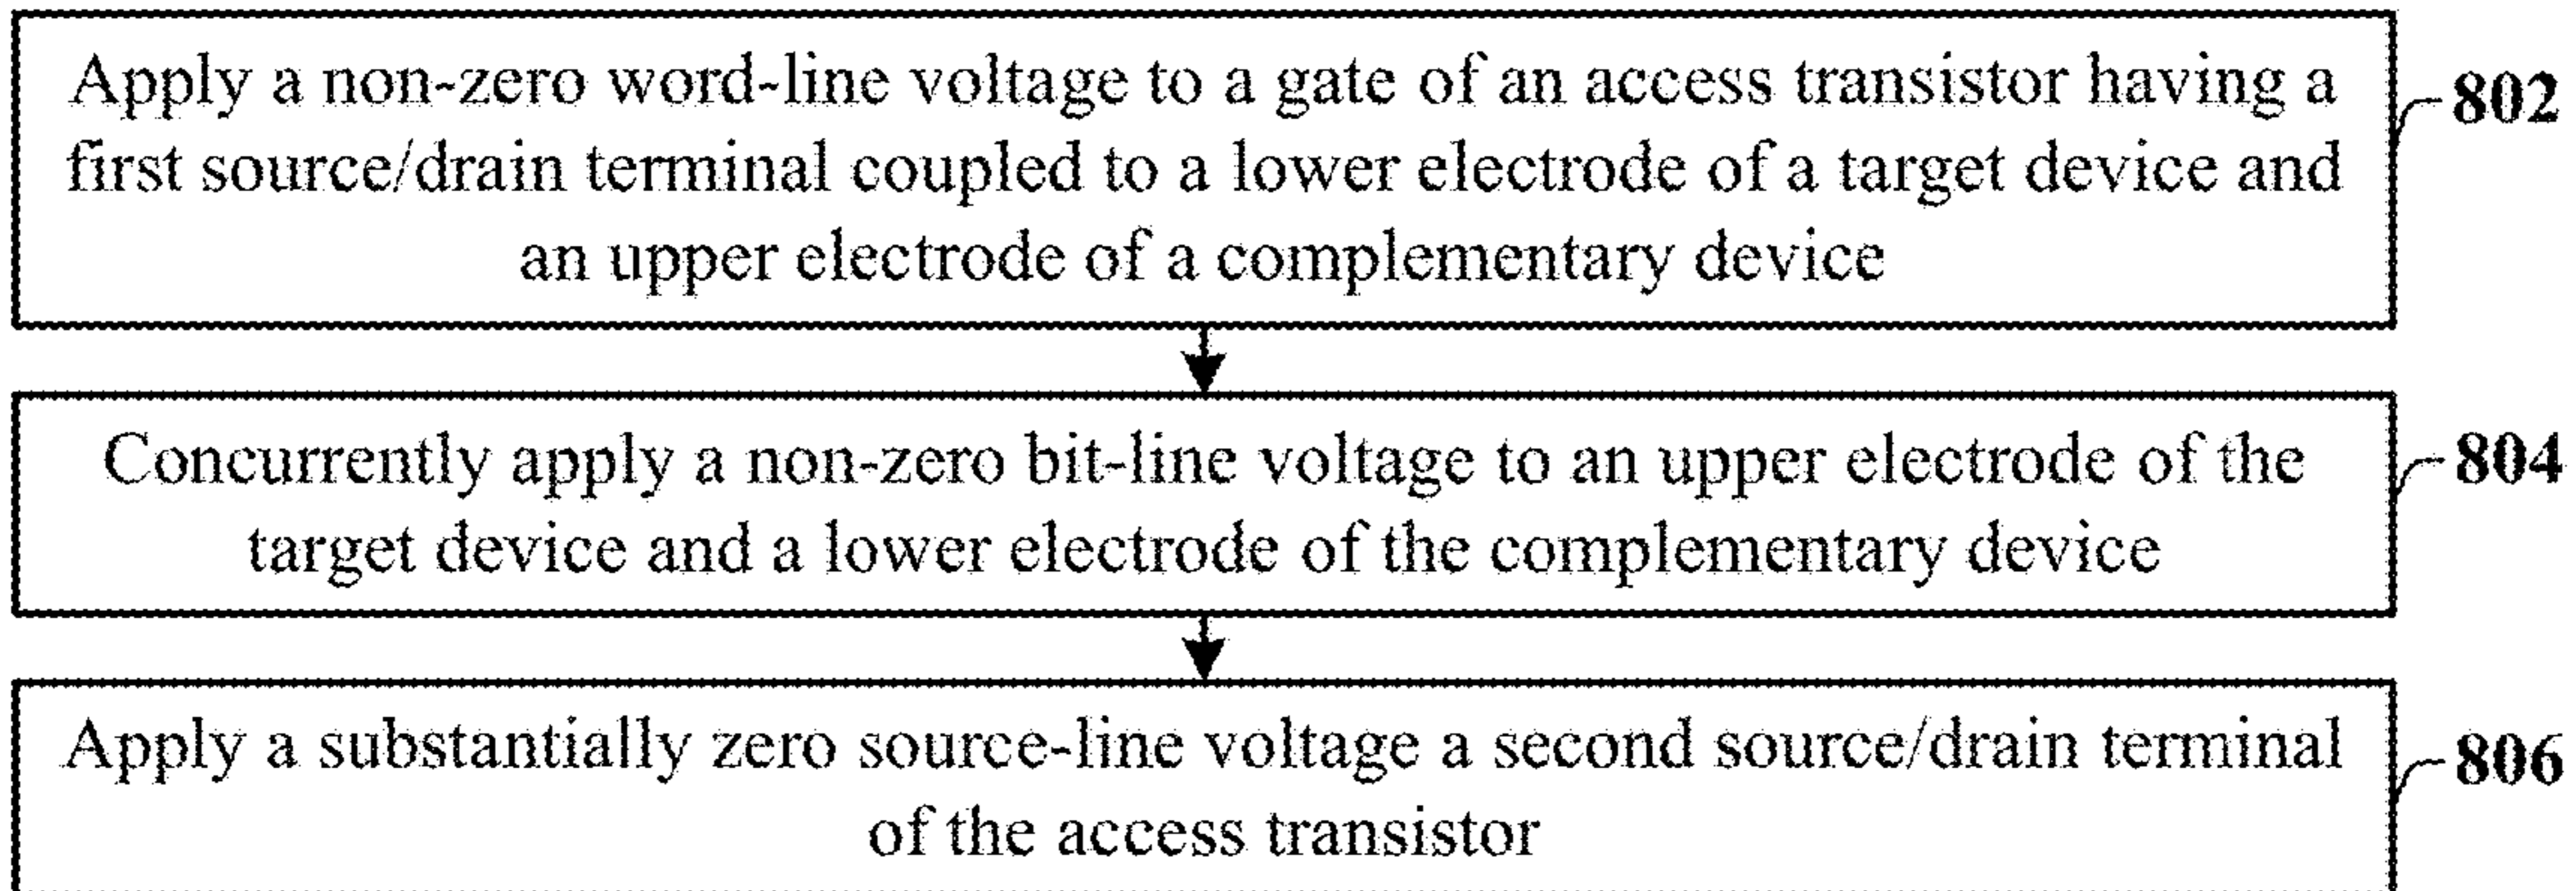 Apply a non-zero word-line voltage to a gate of an access transistor having a
802
first source/drain terminal coupled to a lower electrode of a target device and
an upper electrode of a complementary device
Concurrently apply a non-zero bit-line voltage to an upper electrode of the
804
target device and a lower electrode of the complementary device
Apply a substantially zero source-line voltage a second source/drain terminal
806
of the access transistor